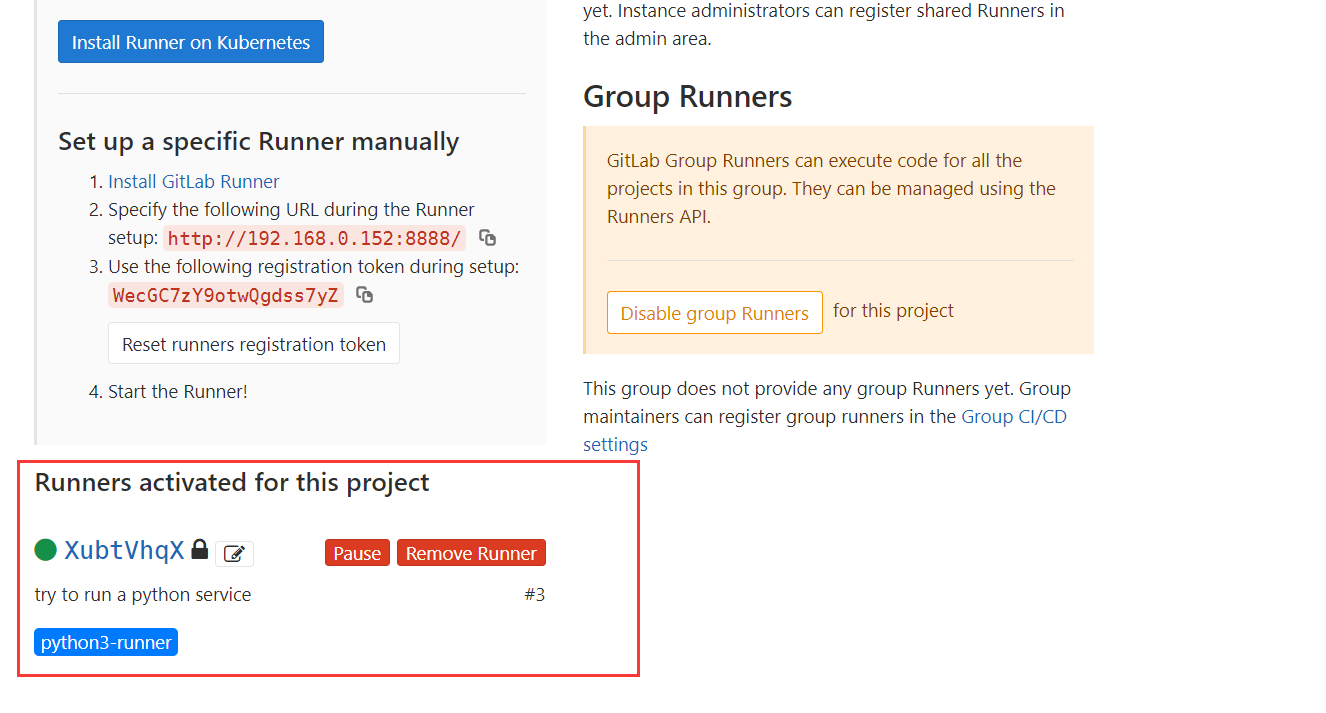 Install Runner on Kubernetes
Set up a specific Runner manually
1. Install GitLab Runner
2. Specify the following URL during the Runner
setup: http://192.168.0.152:8888/
3. Use the following registration token during setup:
WecGC7zY9otwQgdss7yZ
Reset runners registration token
4. Start the Runner!
Runners activated for this project
XubtVhqX
Pause
Remove Runner
try to run a python service
#3
python3-runner
yet. Instance administrators can register shared Runners in
the admin area.
Group Runners
GitLab Group Runners can execute code for all the
projects in this group. They can be managed using the
Runners API.
Disable group Runners for this project
This group does not provide any group Runners yet. Group
maintainers can register group runners in the Group CI/CD
settings